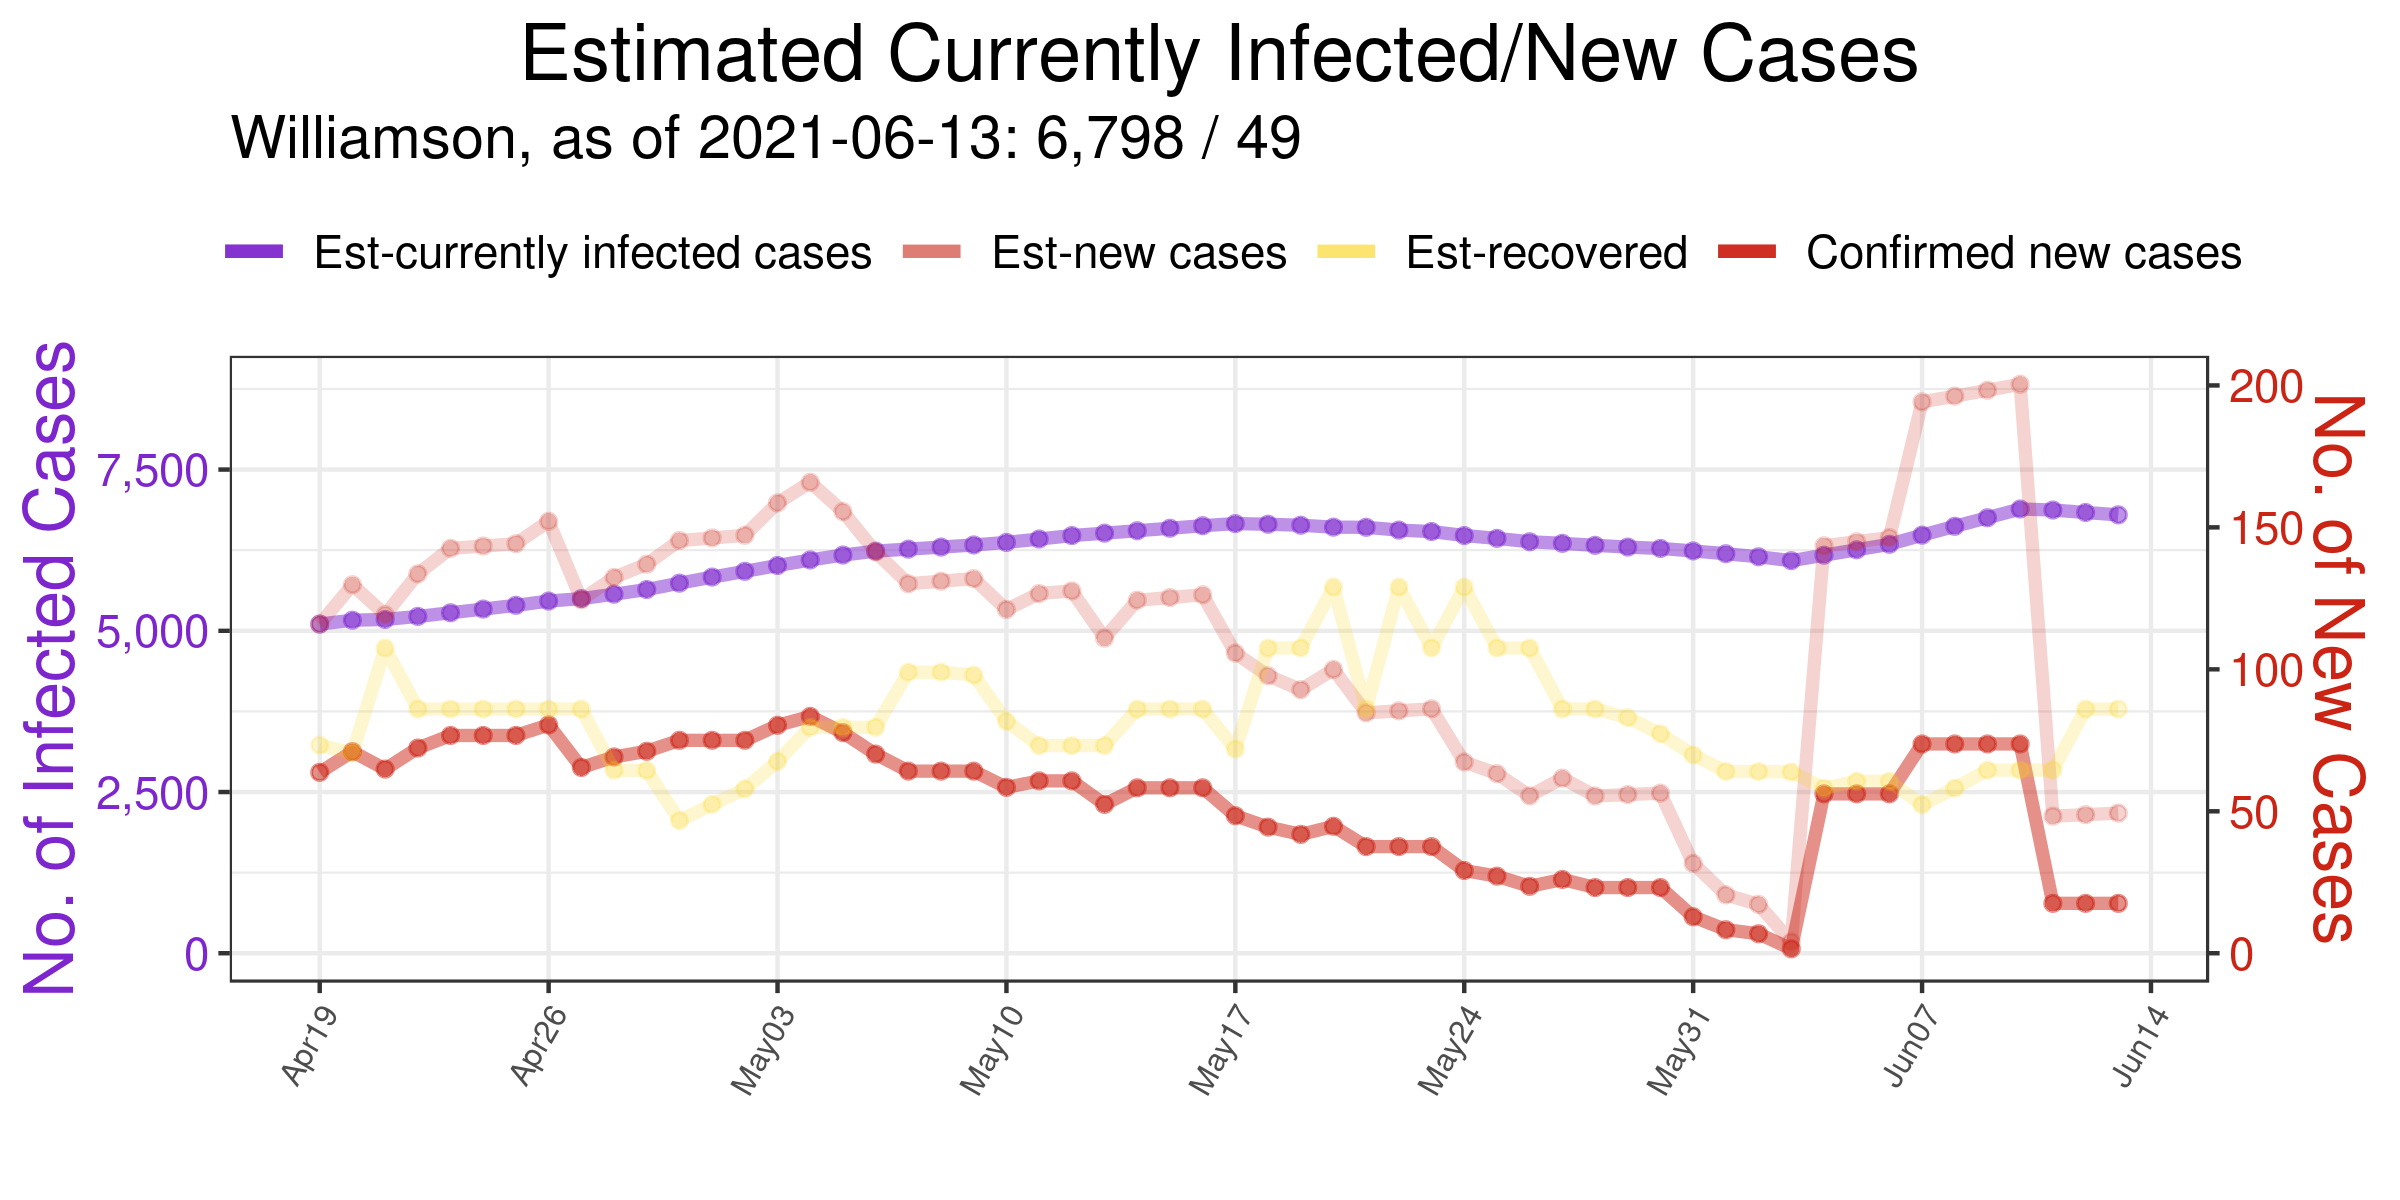 Estimated Currently Infected/New Cases
Williamson, as of 2021-06-13: 6,798 / 49
Est-currently infected cases Est-new cases Est-recovered Confirmed new cases
No. of Infected Cases
7,500
5,000
2,500
0
200
150
100
50
0
No. of New Cases
Apr19 Apr26 May03 May10 May17 May24 May31 Jun07 Jun14